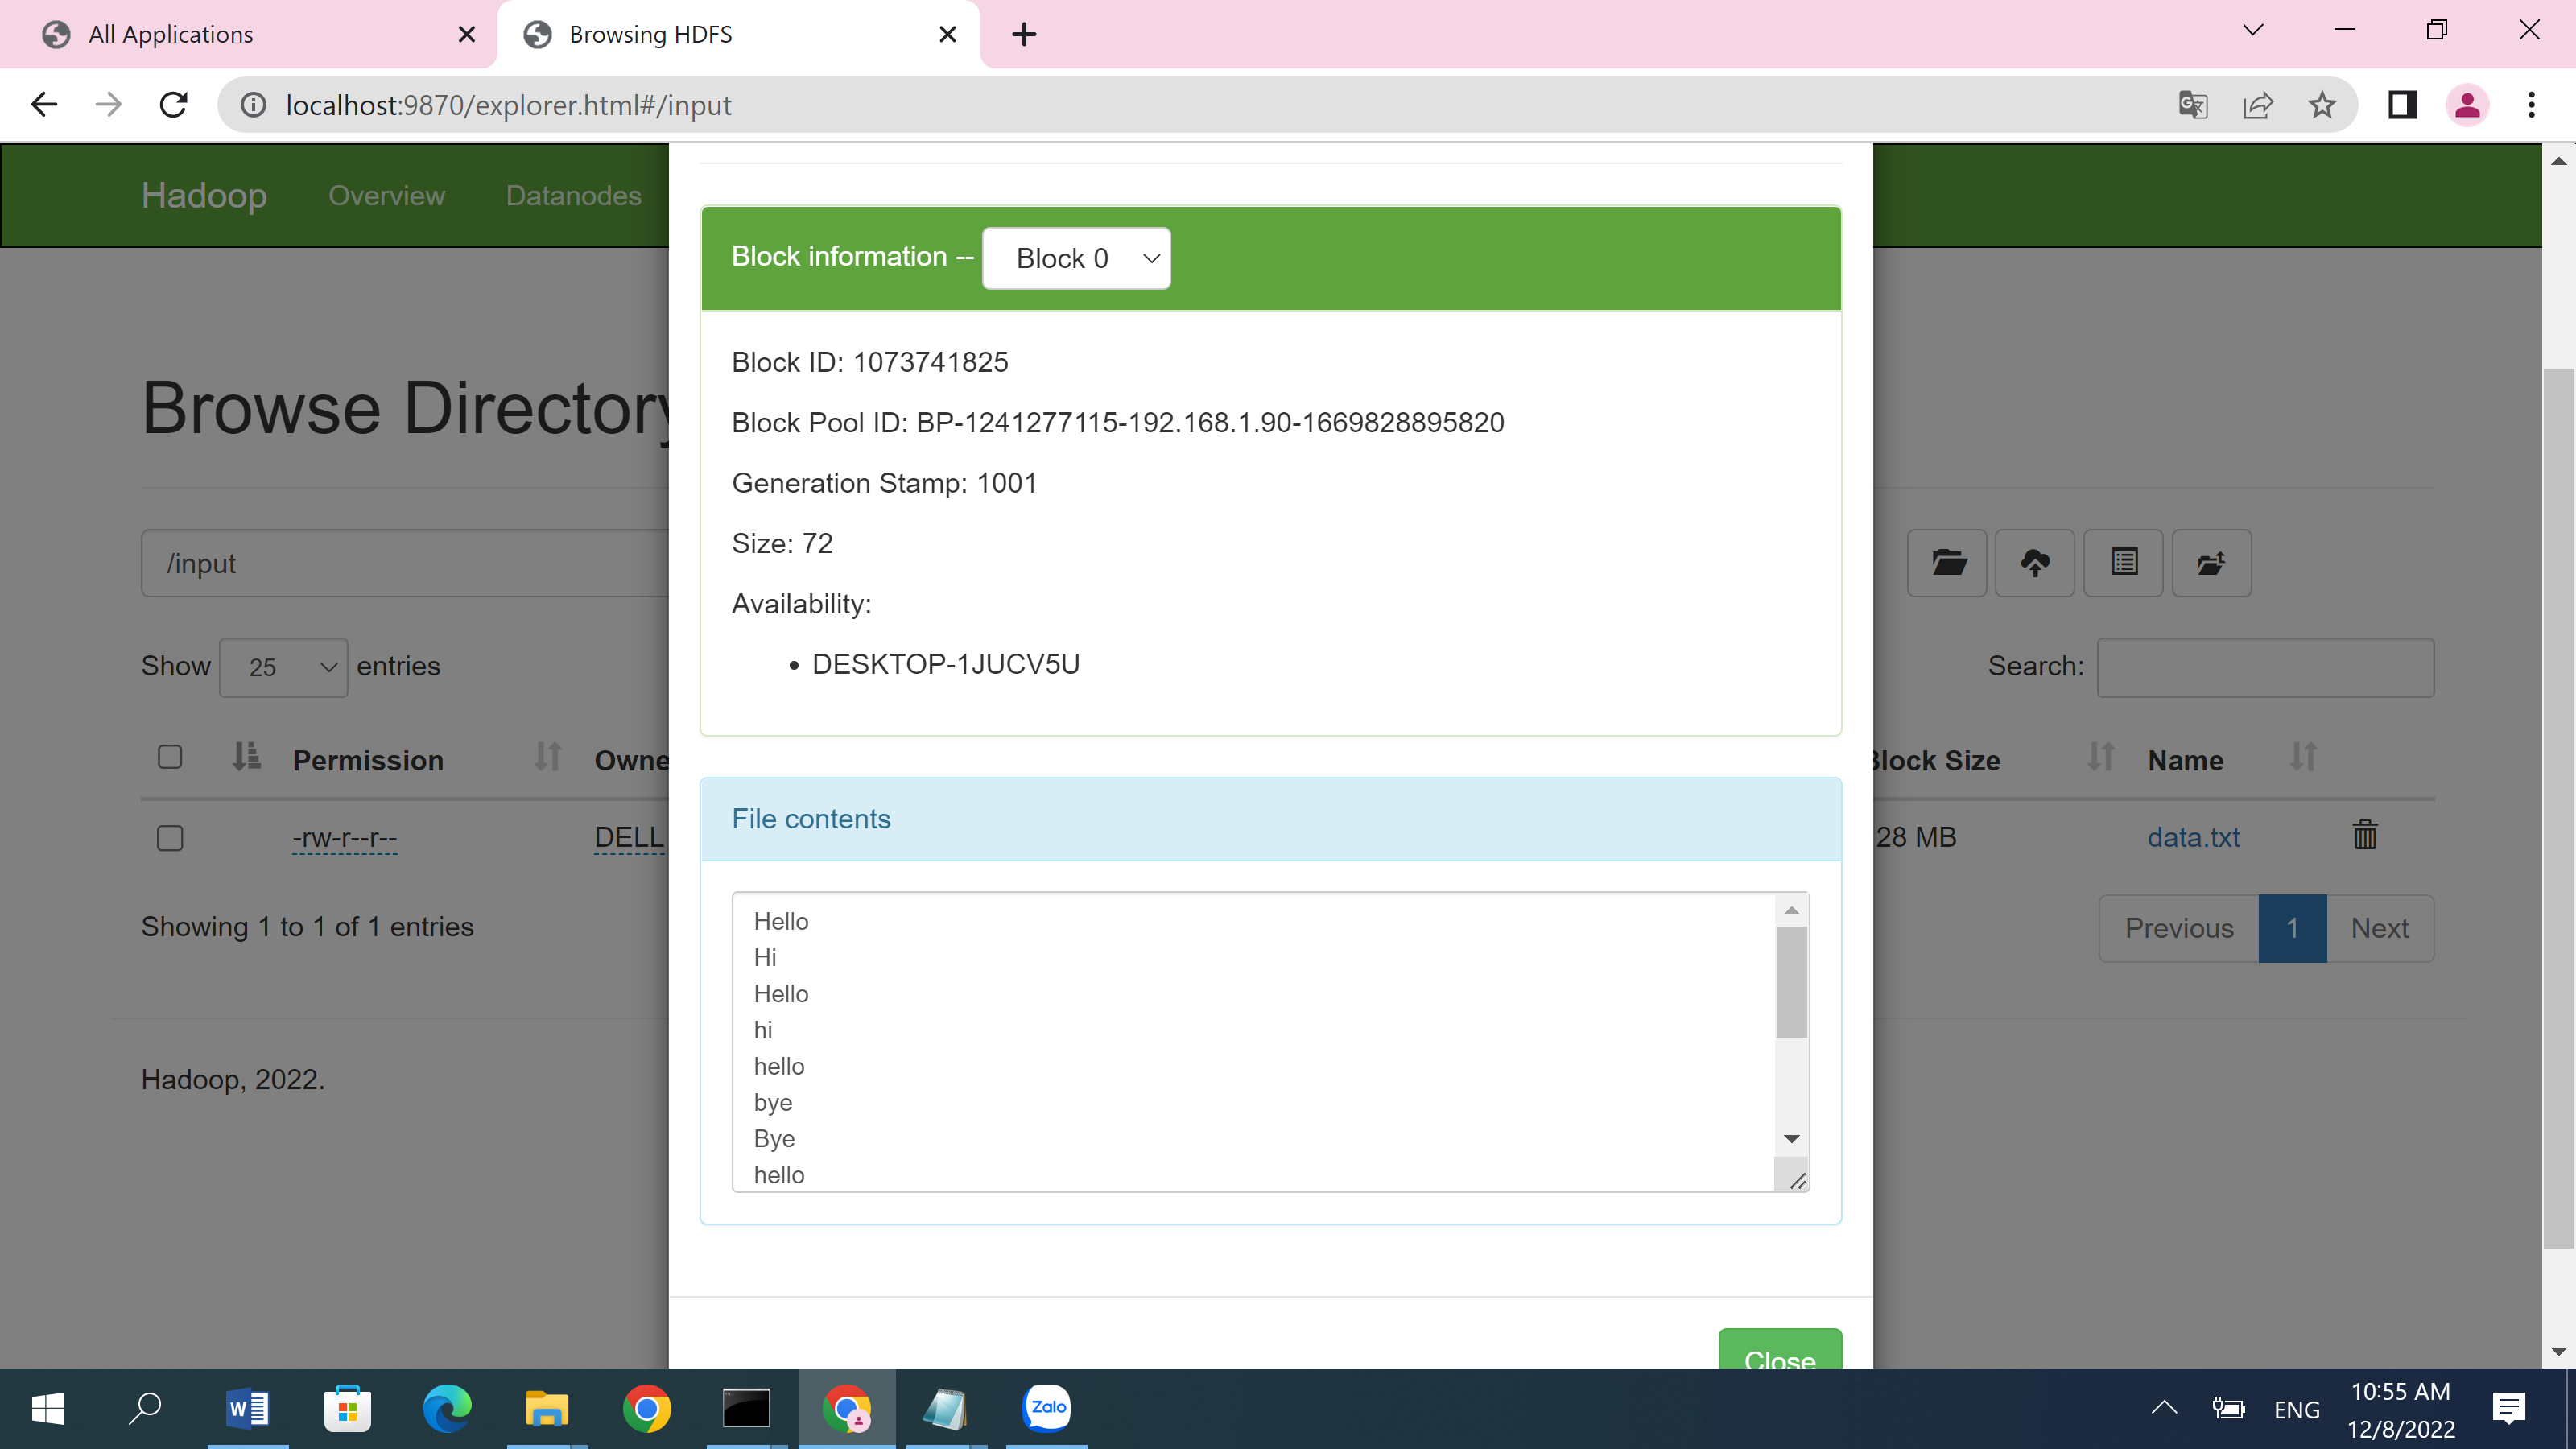 All Applications
Browsing HDFS
localhost:9870/explorer.html#/input
Hadoop
Overview
Datanodes
Block information --
Block 0
Block ID: 1073741825
Block Pool ID: BP-1241277115-192.168.1.90-1669828895820
Generation Stamp: 1001
Size: 72
Availability:
DESKTOP-1JUCV5U
File contents
Hello
Hi
Hello
hi
hello
bye
Bye
hello
Close
Browse Directory
/input
Show 25 entries
Search:
Permission
Owne
Block Size
Name
-rw-r--r--
DELL
28 MB
data.txt
Showing 1 to 1 of 1 entries
Previous 1 Next
Hadoop, 2022.
W
Zalo
ENG
10:55 AM
12/8/2022